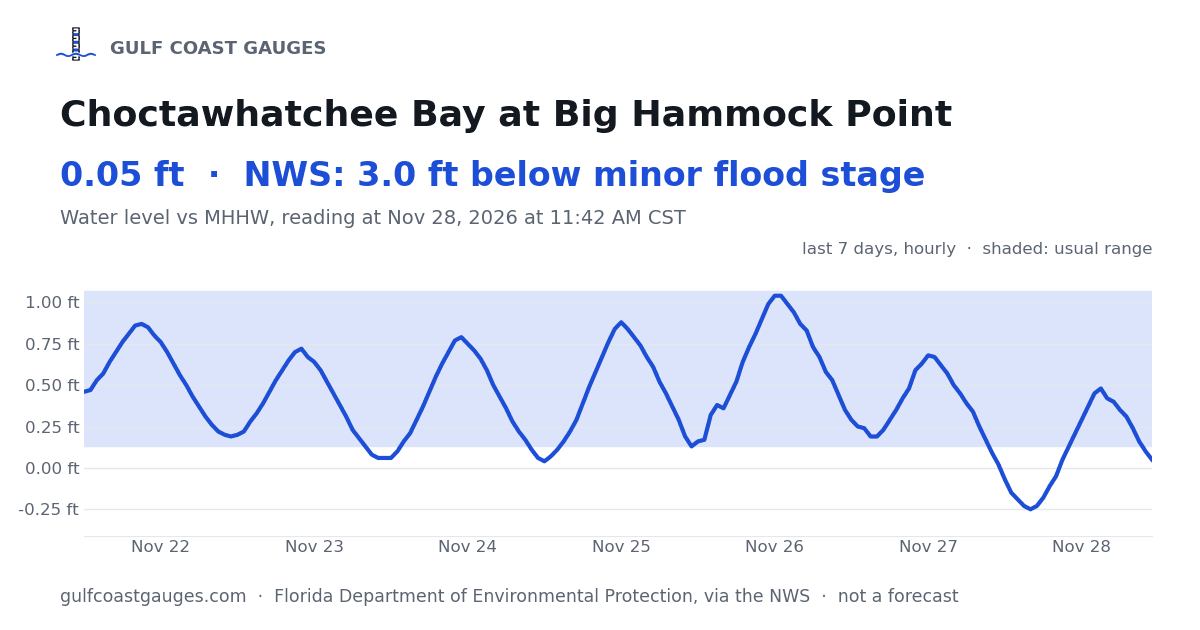 GULF COAST GAUGES
Choctawhatchee Bay at Big Hammock Point
0.05 ft · NWS: 3.0 ft below minor flood stage
Water level vs MHHW, reading at Nov 28, 2026 at 11:42 AM CST
last 7 days, hourly · shaded: usual range
1.00 ft
0.75 ft
0.50 ft
0.25 ft
0.00 ft
-0.25 ft
Nov 22 Nov 23 Nov 24 Nov 25 Nov 26 Nov 27 Nov 28
gulfcoastgauges.com · Florida Department of Environmental Protection, via the NWS · not a forecast